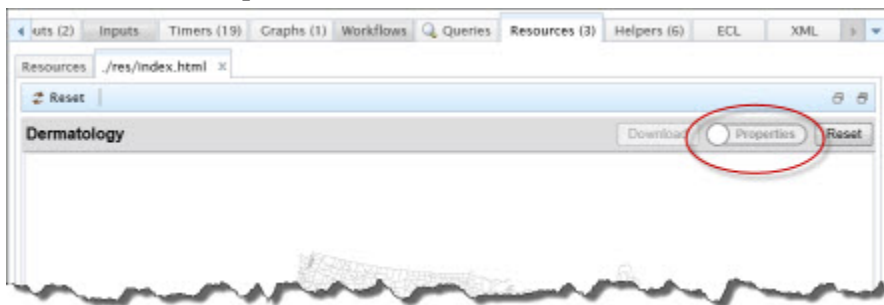 uts (2) Inputs Timers (19) Graphs (1) Workflows Queries Resources (3) Helpers (6) ECL XML
Resources ./res/index.html
Reset
Dermatology Download Properties Reset